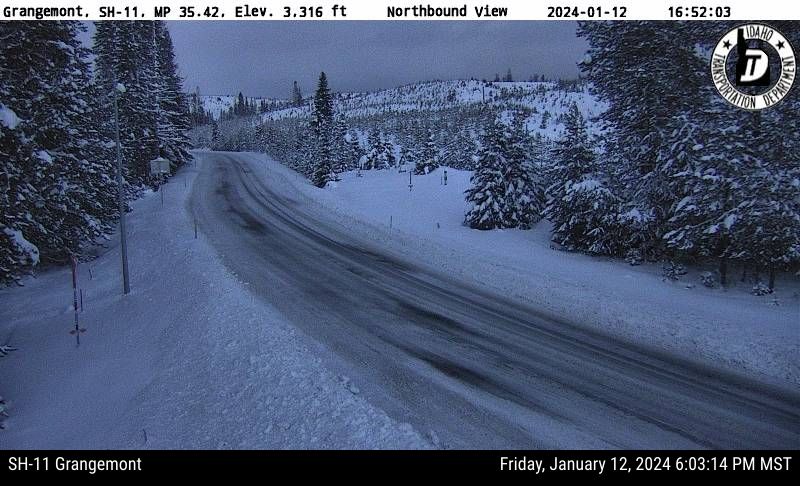 Grangemont, SH-11, MP 35.42, Elev. 3,316 ft Northbound View 2024-01-12 16:52:03
IDAHO
TRANSPORTATION DEPARTMENT
SH-11 Grangemont Friday, January 12, 2024 6:03:14 PM MST